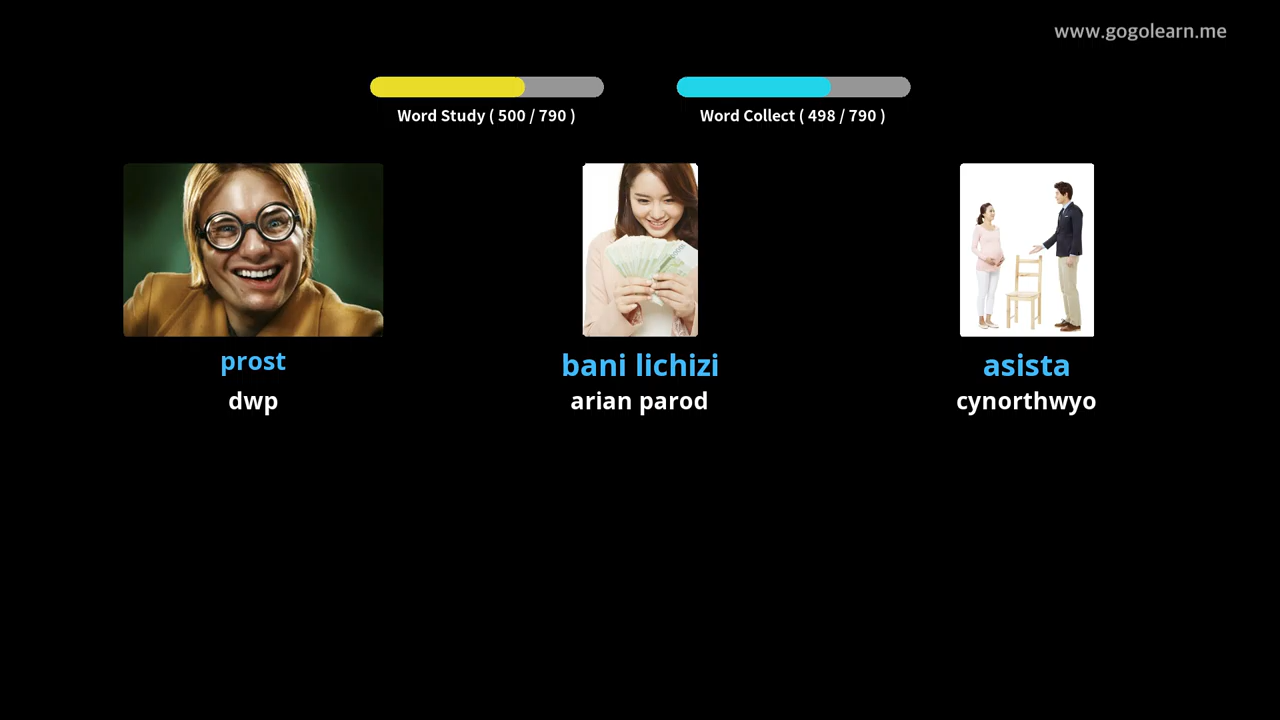 www.gogolearn.me
Word Study ( 500 / 790 )
Word Collect ( 498 / 790 )
prost
bani lichizi
asista
dwp
arian parod
cynorthwyo